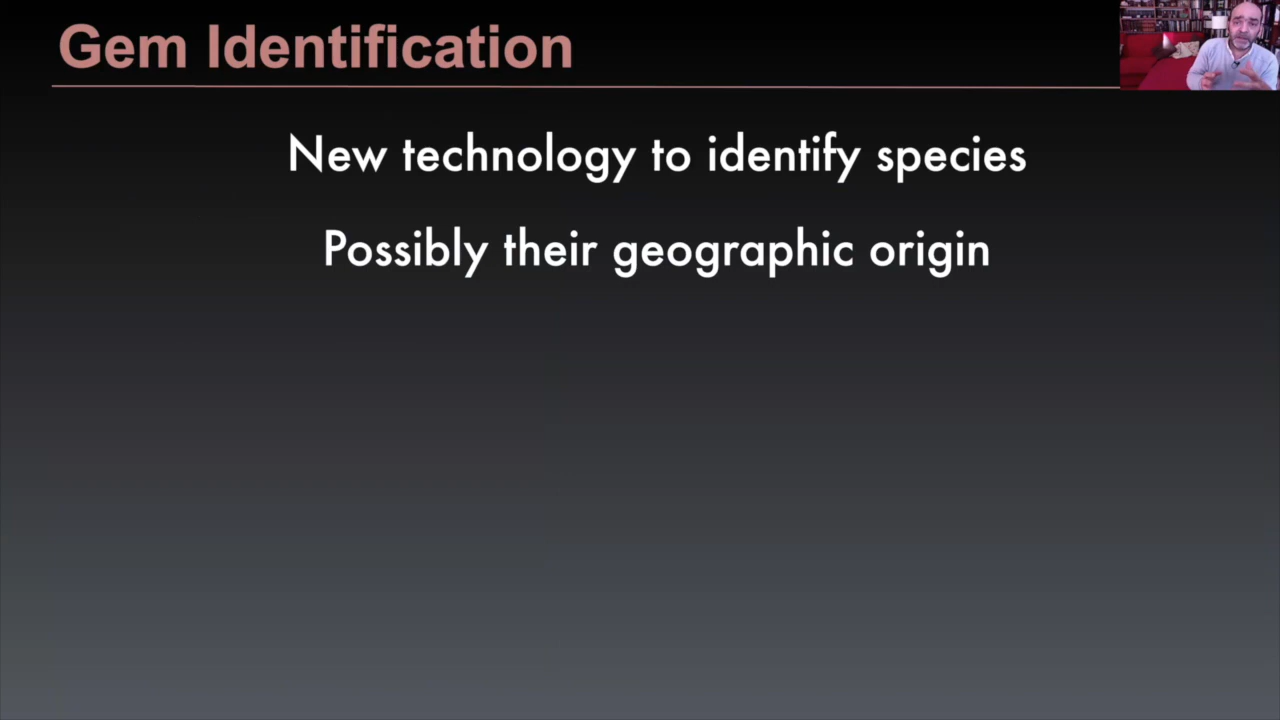 Gem Identification
New technology to identify species
Possibly their geographic origin